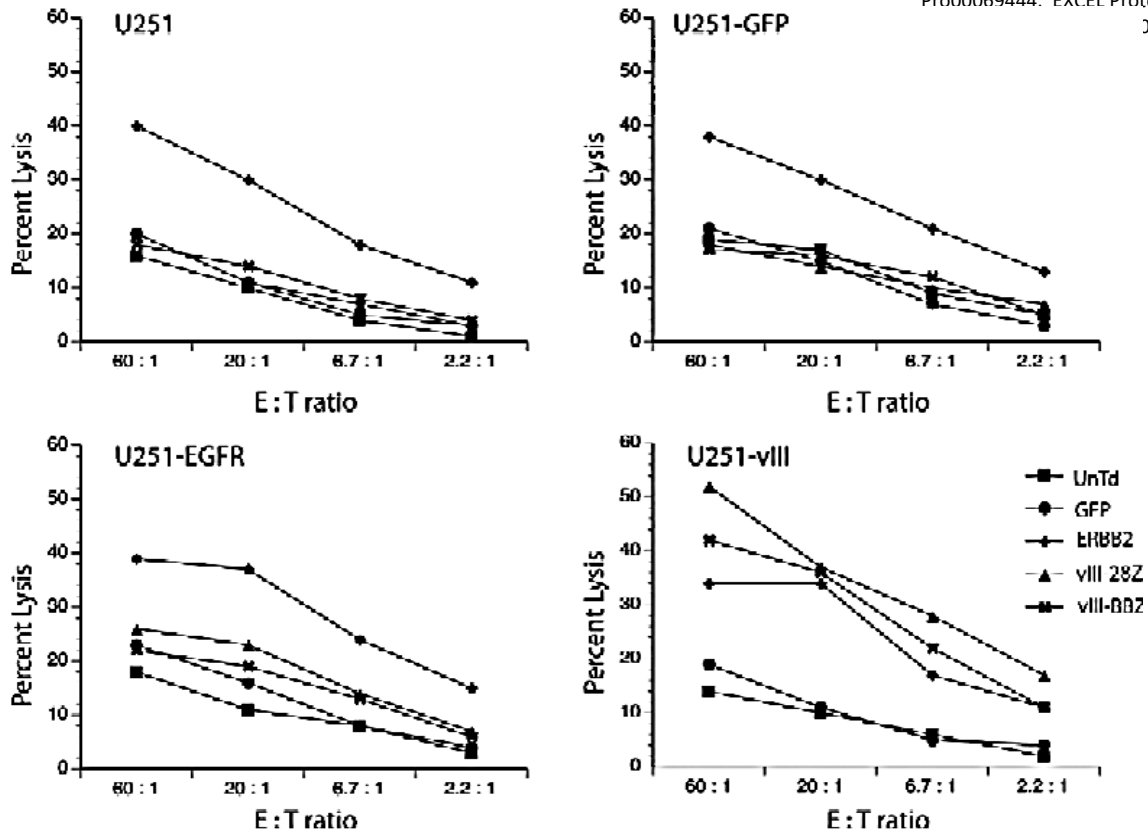 Pro00069444: EXCEL Prot
U251
60
50
40
30
20
10
0
Percent Lysis
60 : 1
20 : 1
6.7 : 1
2.2 : 1
E : T ratio
U251-GFP
60
50
40
30
20
10
0
Percent Lysis
60 : 1
20 : 1
6.7 : 1
2.2 : 1
E : T ratio
U251-EGFR
60
50
40
30
20
10
0
Percent Lysis
60 : 1
20 : 1
6.7 : 1
2.2 : 1
E : T ratio
U251-vIII
60
50
40
30
20
10
0
Percent Lysis
60 : 1
20 : 1
6.7 : 1
2.2 : 1
E : T ratio
UnTd
GFP
ERBB2
vIII 28Z
vIII-BBZ